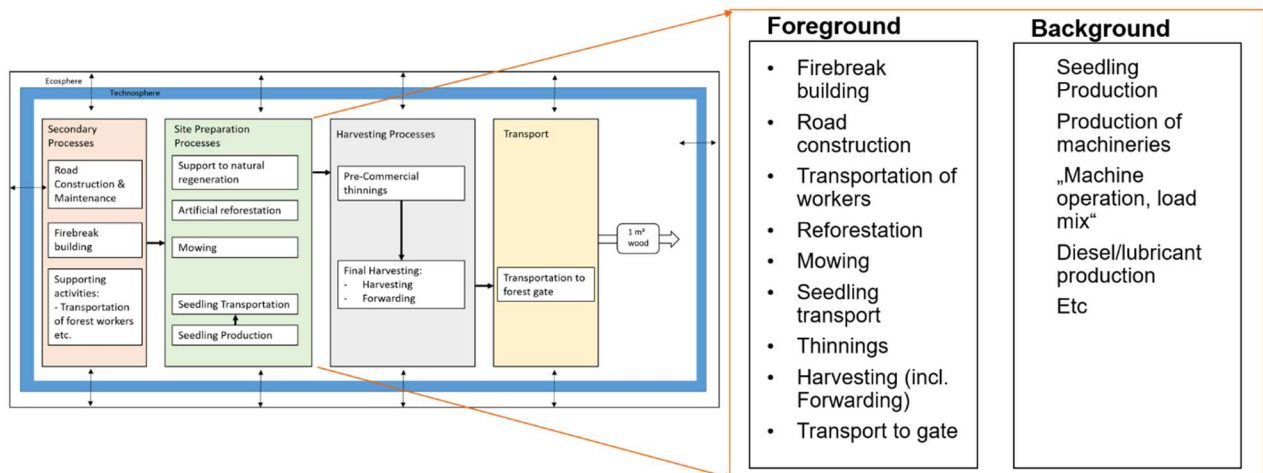 Ecosphere
Technosphere
Secondary
Processes
Road
Construction &
Maintenance
Firebreak
building
Supporting
activities:
- Transportation
of forest workers
etc.
Site Preparation
Processes
Support to natural
regeneration
Artificial reforestation
Mowing
Seedling Transportation
Seedling Production
Harvesting Processes
Pre-Commercial
thinnings
Final Harvesting:
- Harvesting
- Forwarding
Transport
Transportation to
forest gate
1 m³
wood
Foreground
• Firebreak
building
• Road
construction
• Transportation of
workers
• Reforestation
• Mowing
• Seedling
transport
• Thinnings
• Harvesting (incl.
Forwarding)
• Transport to gate
Background
Seedling
Production
Production of
machineries
„Machine
operation, load
mix“
Diesel/lubricant
production
Etc